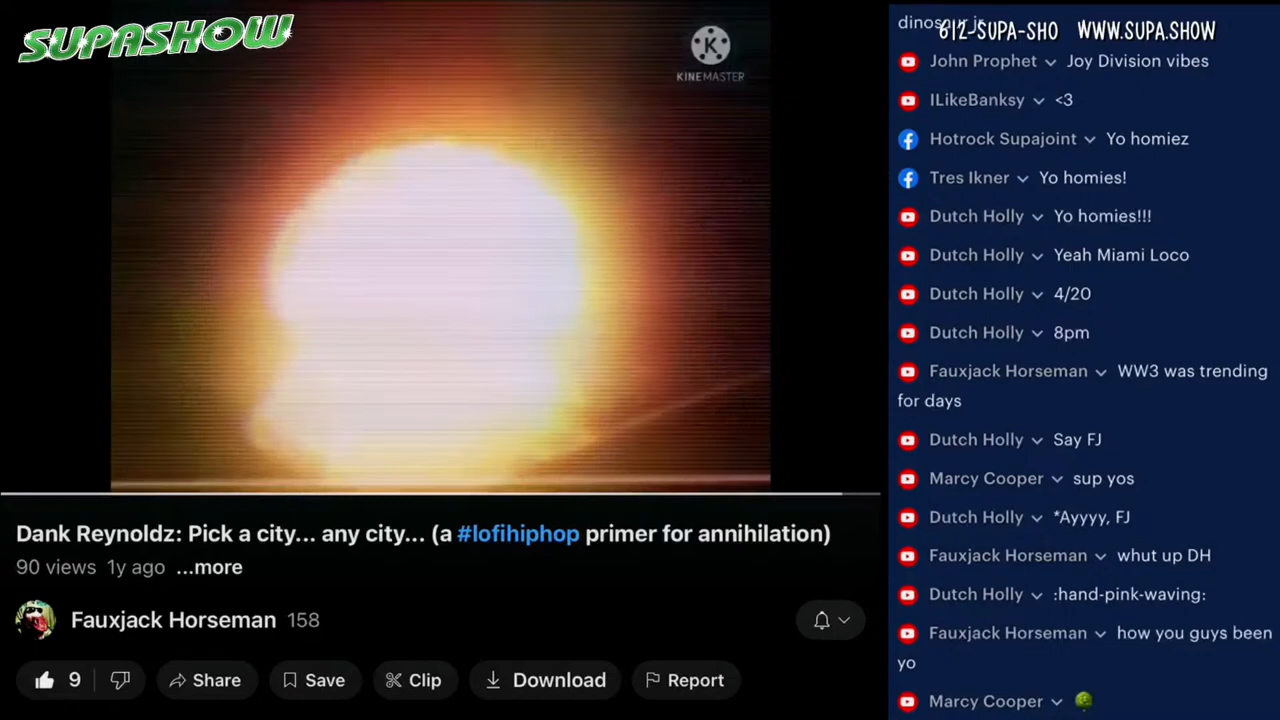 SUPASHOW
K
KINEMASTER
Dank Reynoldz: Pick a city... any city... (a #lofihiphop primer for annihilation)
90 views 1y ago ...more
Fauxjack Horseman 158
9 Share Save Clip Download Report
dinosaur jr
612-SUPA-SHO WWW.SUPA.SHOW
John Prophet Joy Division vibes
ILikeBanksy <3
Hotrock Supajoint Yo homiez
Tres Ikner Yo homies!
Dutch Holly Yo homies!!!
Dutch Holly Yeah Miami Loco
Dutch Holly 4/20
Dutch Holly 8pm
Fauxjack Horseman WW3 was trending
for days
Dutch Holly Say FJ
Marcy Cooper sup yos
Dutch Holly *Ayyyy, FJ
Fauxjack Horseman whut up DH
Dutch Holly :hand-pink-waving:
Fauxjack Horseman how you guys been
yo
Marcy Cooper